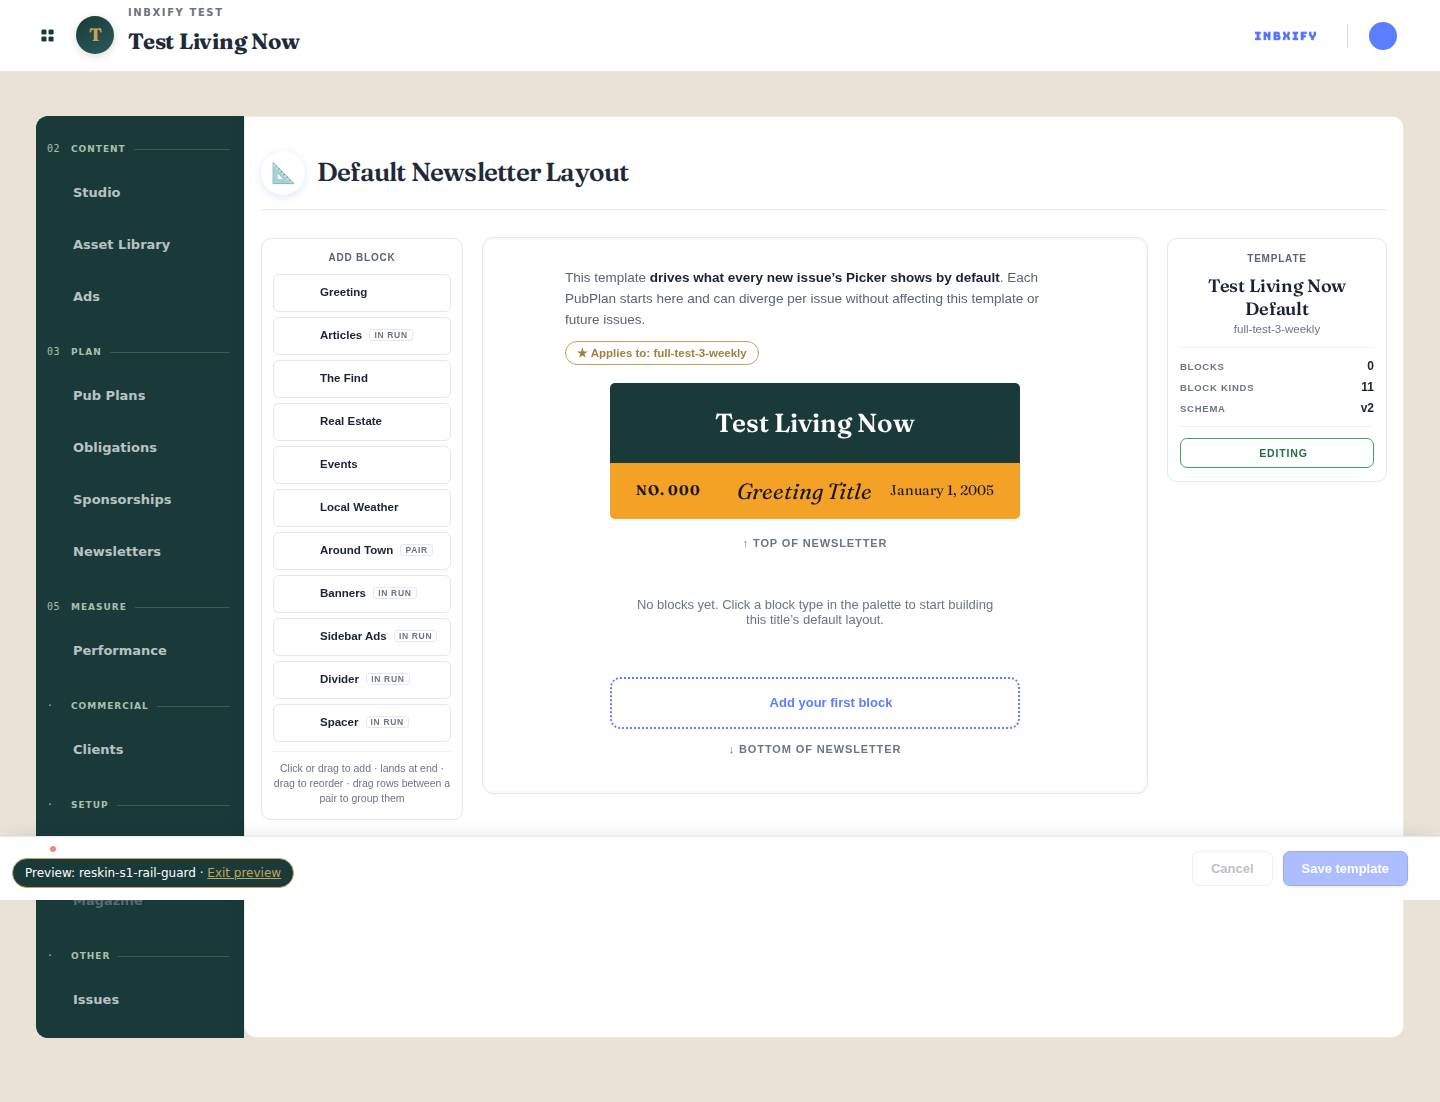 INBXIFY TEST
T
Test Living Now
INBXIFY
02 CONTENT
Studio
Asset Library
Ads
03 PLAN
Pub Plans
Obligations
Sponsorships
Newsletters
05 MEASURE
Performance
· COMMERCIAL
Clients
· SETUP
Magazine
· OTHER
Issues
Default Newsletter Layout
ADD BLOCK
Greeting
Articles IN RUN
The Find
Real Estate
Events
Local Weather
Around Town PAIR
Banners IN RUN
Sidebar Ads IN RUN
Divider IN RUN
Spacer IN RUN
Click or drag to add · lands at end ·
drag to reorder · drag rows between a
pair to group them
This template drives what every new issue’s Picker shows by default. Each
PubPlan starts here and can diverge per issue without affecting this template or
future issues.
★ Applies to: full-test-3-weekly
Test Living Now
NO. 000 Greeting Title January 1, 2005
↑ TOP OF NEWSLETTER
No blocks yet. Click a block type in the palette to start building
this title’s default layout.
Add your first block
↓ BOTTOM OF NEWSLETTER
TEMPLATE
Test Living Now
Default
full-test-3-weekly
BLOCKS 0
BLOCK KINDS 11
SCHEMA v2
EDITING
Preview: reskin-s1-rail-guard · Exit preview
Cancel
Save template